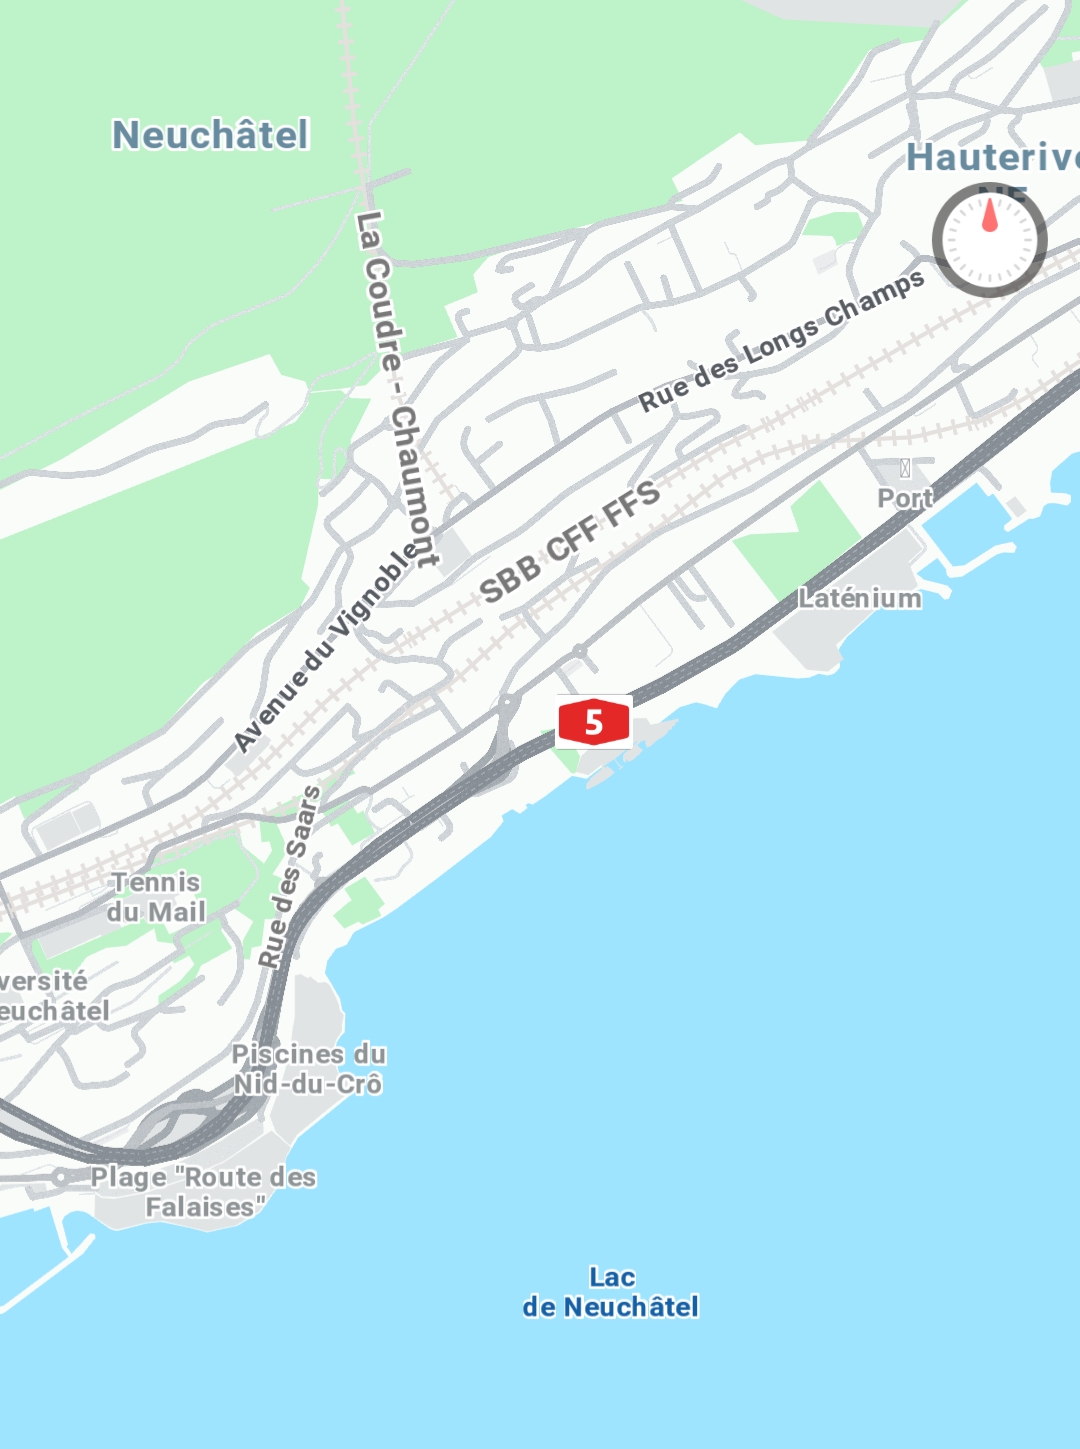 Neuchâtel
Hauterive
NE
La Coudre - Chaumont
Rue des Longs Champs
SBB CFF FFS
Port
Avenue du Vignoble
Laténium
5
Rue des Saars
Tennis
du Mail
versité
euchâtel
Piscines du
Nid-du-Crô
Plage "Route des
Falaises"
Lac
de Neuchâtel